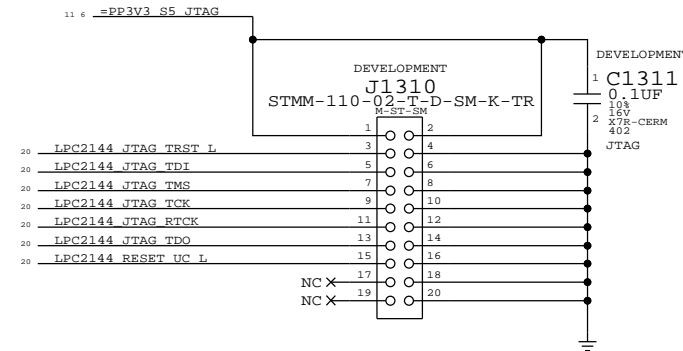 11 6 =PP3V3_S5_JTAG
DEVELOPMENT
DEVELOPMENT
J1310
STMM-110-02-T-D-SM-K-TR
M-ST-SM
1 C1311
0.1UF
10%
16V
2 X7R-CERM
402
JTAG
1 2
20 LPC2144_JTAG_TRST_L 3 4
20 LPC2144_JTAG_TDI 5 6
20 LPC2144_JTAG_TMS 7 8
20 LPC2144_JTAG_TCK 9 10
20 LPC2144_JTAG_RTCK 11 12
20 LPC2144_JTAG_TDO 13 14
20 LPC2144_RESET_UC_L 15 16
NC 17 18
NC 19 20